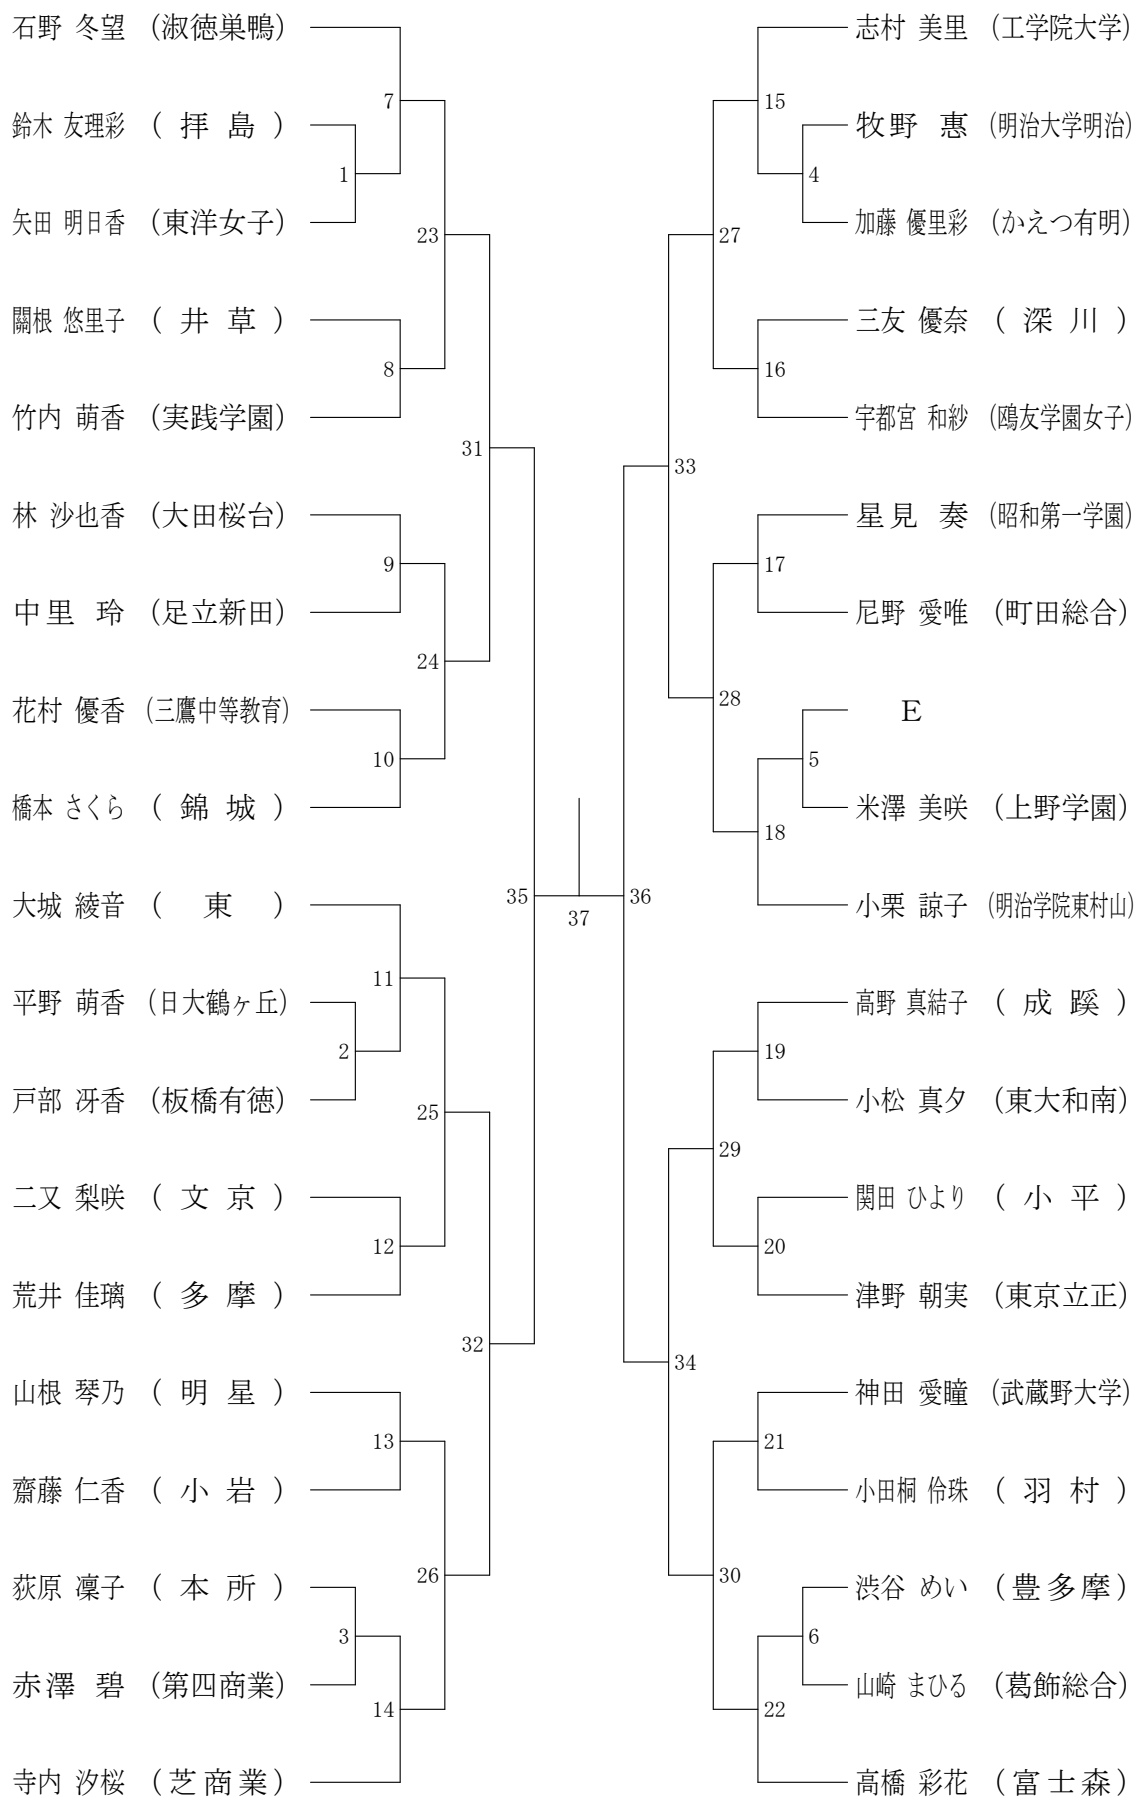 石野 冬望 (淑徳巣鴨)
7
鈴木 友理彩 ( 拝 島 )
1
矢田 明日香 (東洋女子)
23
關根 悠里子 ( 井 草 )
8
竹内 萌香 (実践学園)
31
林 沙也香 (大田桜台)
9
中里 玲 (足立新田)
24
花村 優香 (三鷹中等教育)
10
橋本 さくら ( 錦 城 )
35
大城 綾音 ( 東 )
11
平野 萌香 (日大鶴ヶ丘)
2
戸部 冴香 (板橋有徳)
25
二又 梨咲 ( 文 京 )
12
荒井 佳璃 ( 多 摩 )
32
山根 琴乃 ( 明 星 )
13
齋藤 仁香 ( 小 岩 )
26
荻原 凜子 ( 本 所 )
3
赤澤 碧 (第四商業)
14
寺内 汐桜 (芝商業)
37
志村 美里 (工学院大学)
15
牧野 惠 (明治大学明治)
4
加藤 優里彩 (かえつ有明)
27
三友 優奈 ( 深 川 )
16
宇都宮 和紗 (鴎友学園女子)
33
星見 奏 (昭和第一学園)
17
尼野 愛唯 (町田総合)
28
E
5
米澤 美咲 (上野学園)
18
36
小栗 諒子 (明治学院東村山)
高野 真結子 ( 成 蹊 )
19
小松 真夕 (東大和南)
29
関田 ひより ( 小 平 )
20
津野 朝実 (東京立正)
34
神田 愛瞳 (武蔵野大学)
21
小田桐 伶珠 ( 羽 村 )
30
渋谷 めい (豊多摩)
6
山崎 まひる (葛飾総合)
22
高橋 彩花 (富士森)